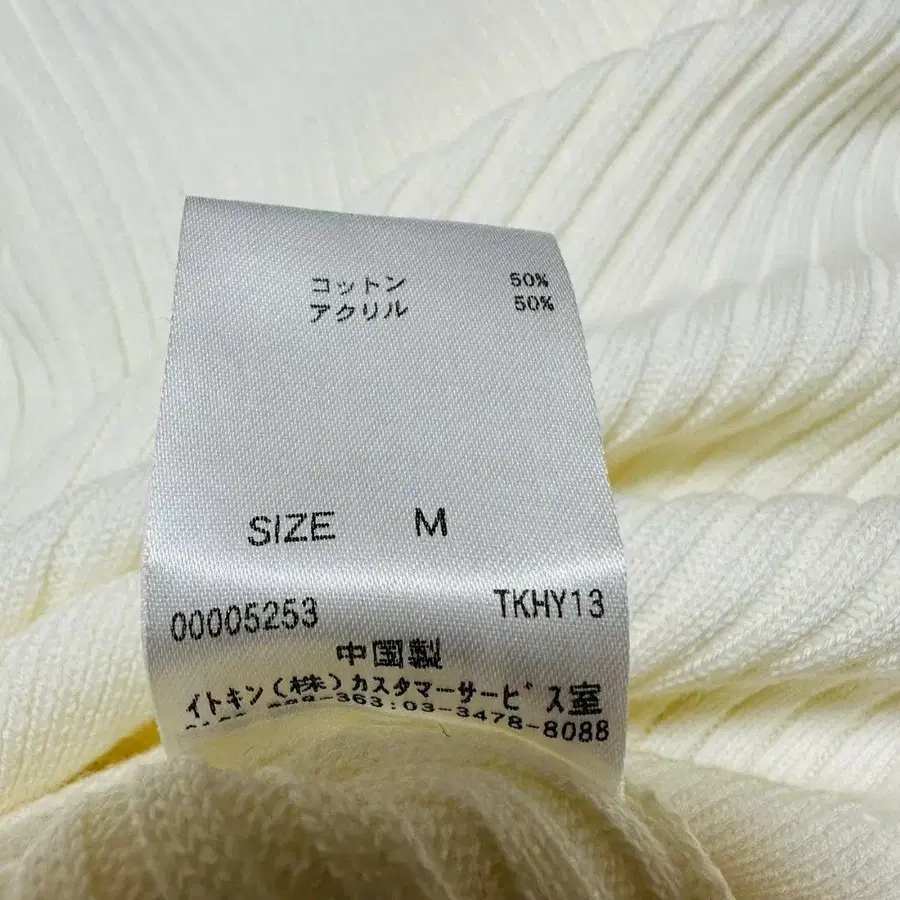 コットン 50%
アクリル 50%
SIZE M
00005253 TKHY13
中国製
イトキン(株)カスタマーサービス室
-363:03-3478-8088